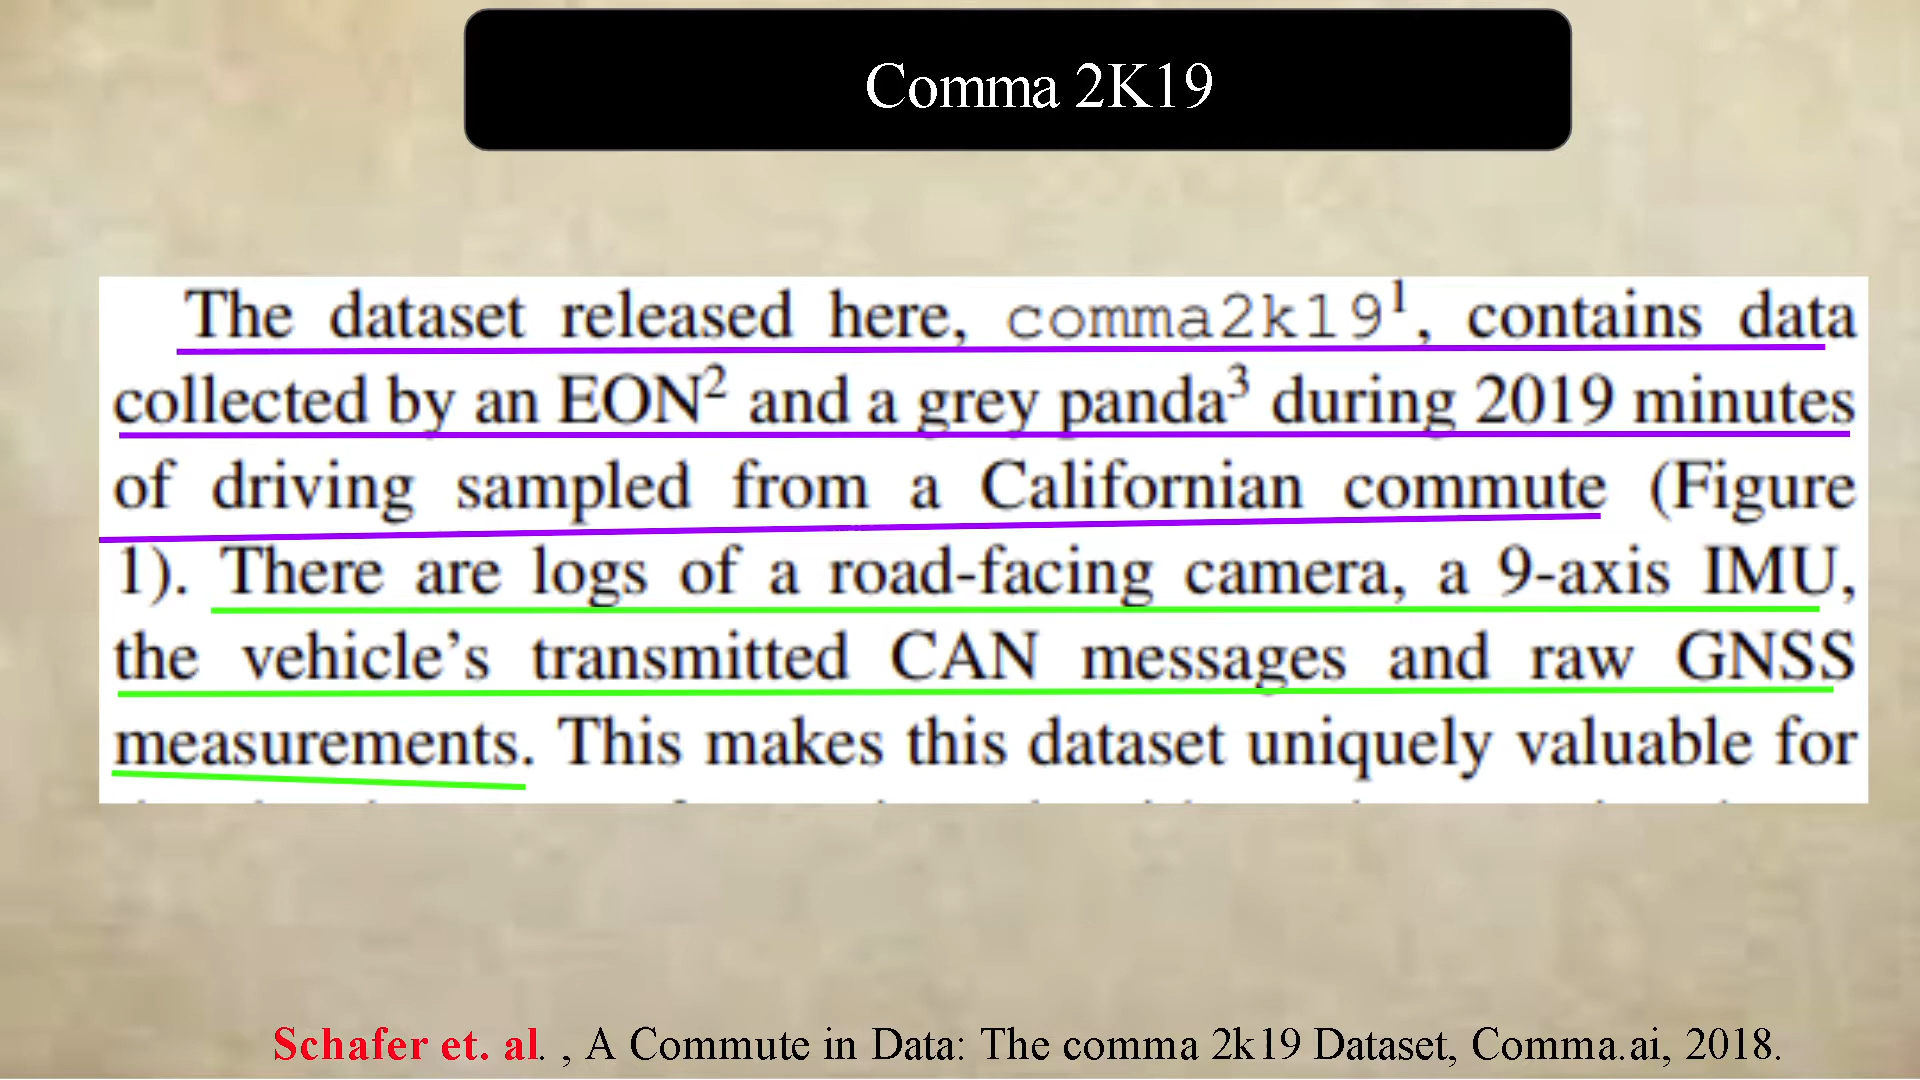 Comma 2K19
The dataset released here, comma2k19¹, contains data
collected by an EON² and a grey panda³ during 2019 minutes
of driving sampled from a Californian commute (Figure
1). There are logs of a road-facing camera, a 9-axis IMU,
the vehicle’s transmitted CAN messages and raw GNSS
measurements. This makes this dataset uniquely valuable for
Schafer et. al. , A Commute in Data: The comma 2k19 Dataset, Comma.ai, 2018.